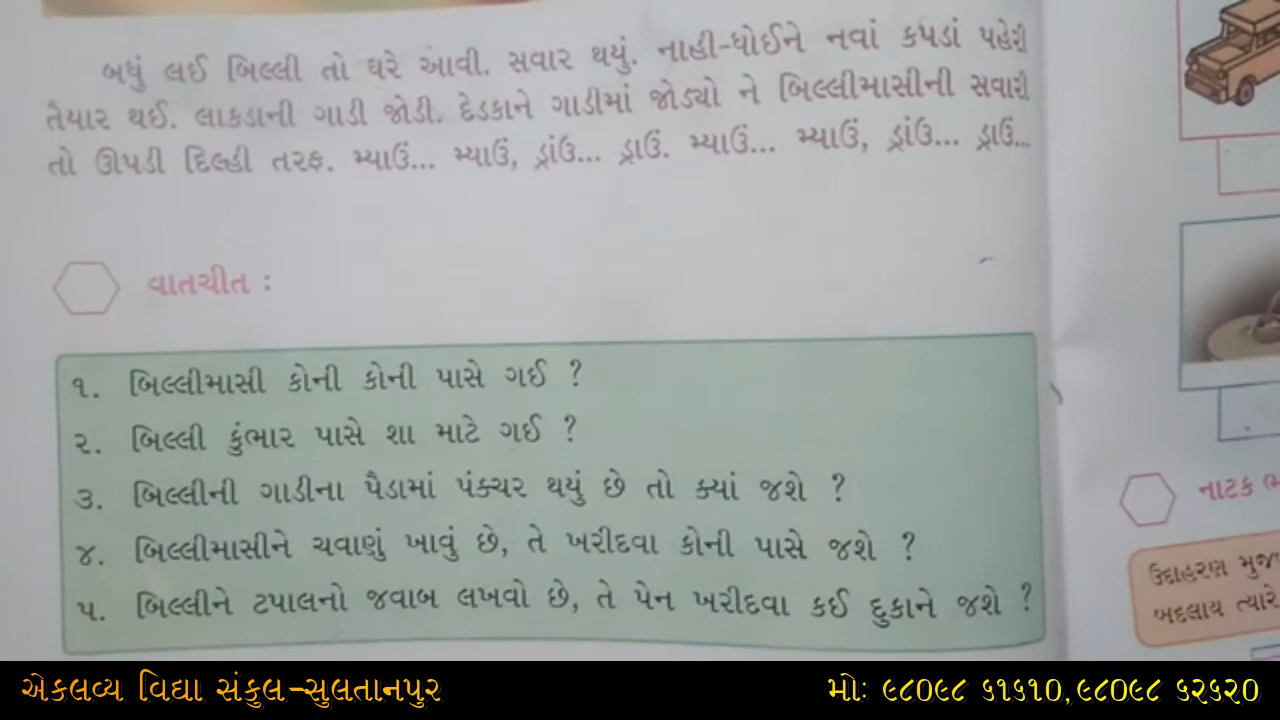 બધું લઈ બિલ્લી તો ઘરે આવી. સવાર થયું. નાહી-ધોઈને નવાં કપડાં પહેરી
તૈયાર થઈ. લાકડાની ગાડી જોડી. દેડકાને ગાડીમાં જોડ્યો ને બિલ્લીમાસીની સવારી
તો ઊપડી દિલ્હી તરફ. મ્યાઉં... મ્યાઉં, ડ્રાંઉ... ડ્રાઉં. મ્યાઉં... મ્યાઉં, ડ્રાંઉ... ડ્રાઉં...
વાતચીત :
૧. બિલ્લીમાસી કોની કોની પાસે ગઈ ?
૨. બિલ્લી કુંભાર પાસે શા માટે ગઈ ?
૩. બિલ્લીની ગાડીના પૈડામાં પંક્ચર થયું છે તો ક્યાં જશે ?
૪. બિલ્લીમાસીને ચવાણું ખાવું છે, તે ખરીદવા કોની પાસે જશે ?
૫. બિલ્લીને ટપાલનો જવાબ લખવો છે, તે પેન ખરીદવા કઈ દુકાને જશે ?
નાટક
ઉદાહરણ
બદલાય ત્યારે
એકલવ્ય વિદ્યા સંકુલ-સુલતાનપુર
મોઃ ૯૮૦૯૮ ૬૧૬૧૦,૯૮૦૯૮ ૬૨૬૨૦